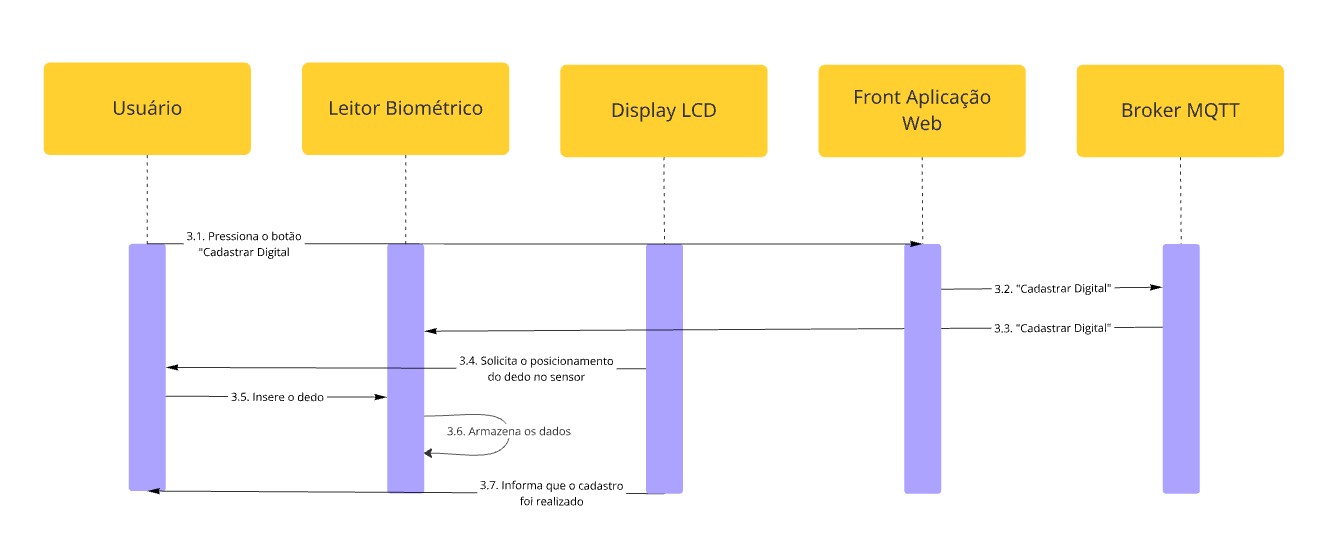 Usuário
Leitor Biométrico
Display LCD
Front Aplicação
Web
Broker MQTT
3.1. Pressiona o botão
"Cadastrar Digital
3.2. "Cadastrar Digital"
3.3. "Cadastrar Digital"
3.4. Solicita o posicionamento
do dedo no sensor
3.5. Insere o dedo
3.6. Armazena os dados
3.7. Informa que o cadastro
foi realizado